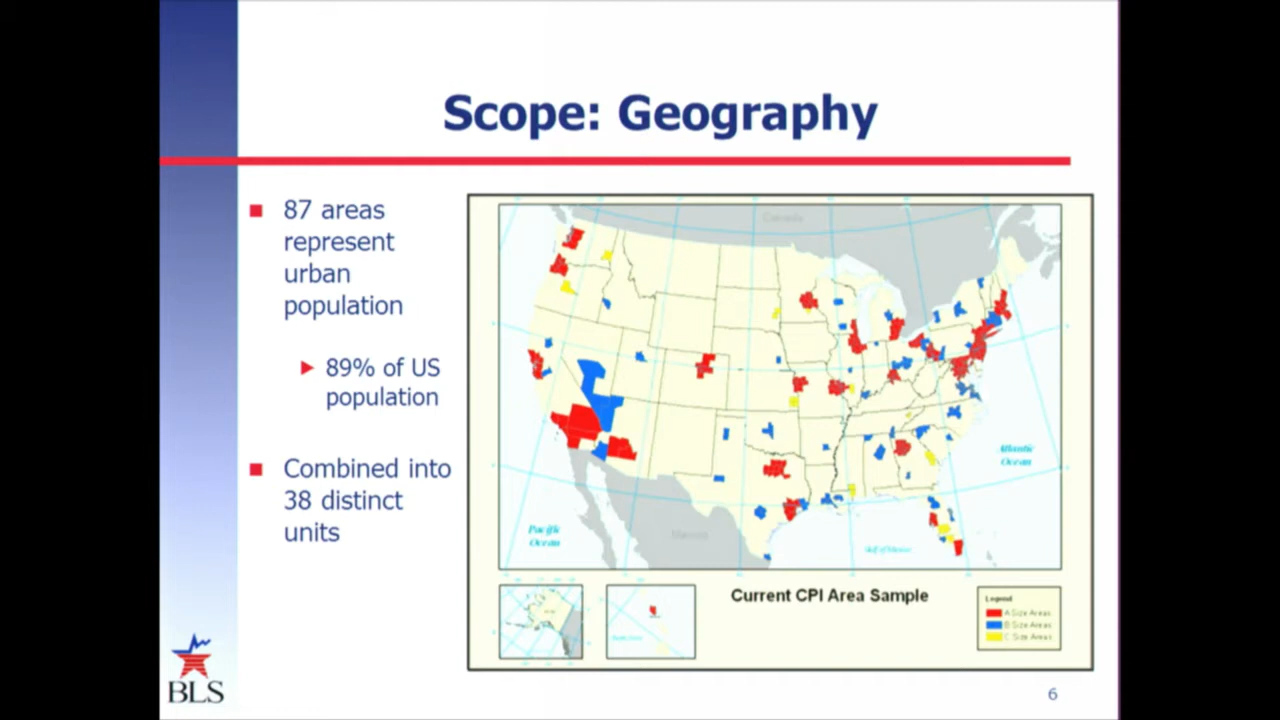 Scope: Geography
87 areas
represent
urban
population
89% of US
population
Combined into
38 distinct
units
Canada
Atlantic
Ocean
Pacific
Ocean
Mexico
Gulf of Mexico
Current CPI Area Sample
Legend
A Size Areas
B Size Areas
C Size Areas
BLS
6